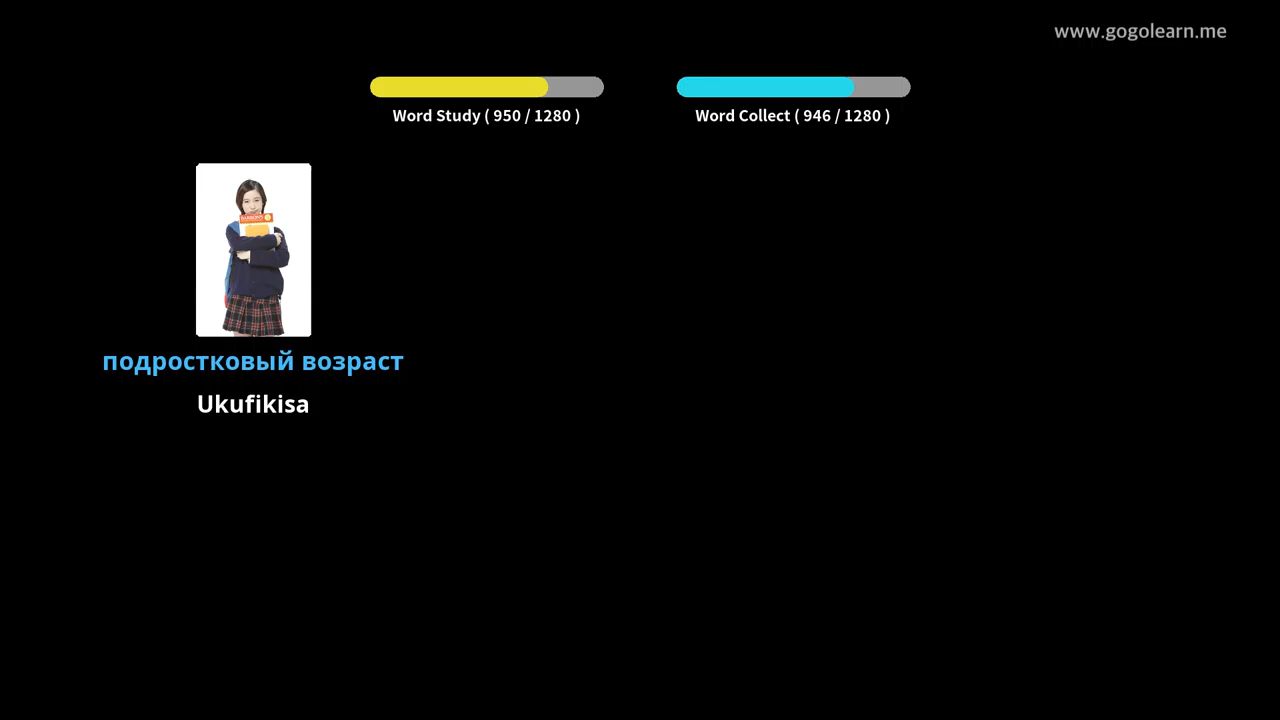 www.gogolearn.me
Word Study ( 950 / 1280 )
Word Collect ( 946 / 1280 )
подростковый возраст
Ukufikisa